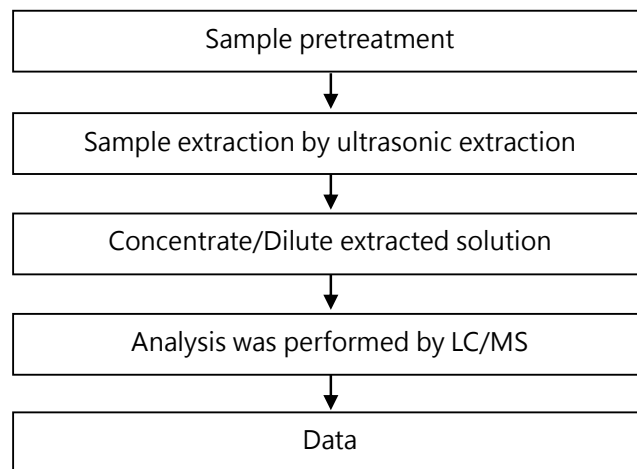 Sample pretreatment
Sample extraction by ultrasonic extraction
Concentrate/Dilute extracted solution
Analysis was performed by LC/MS
Data